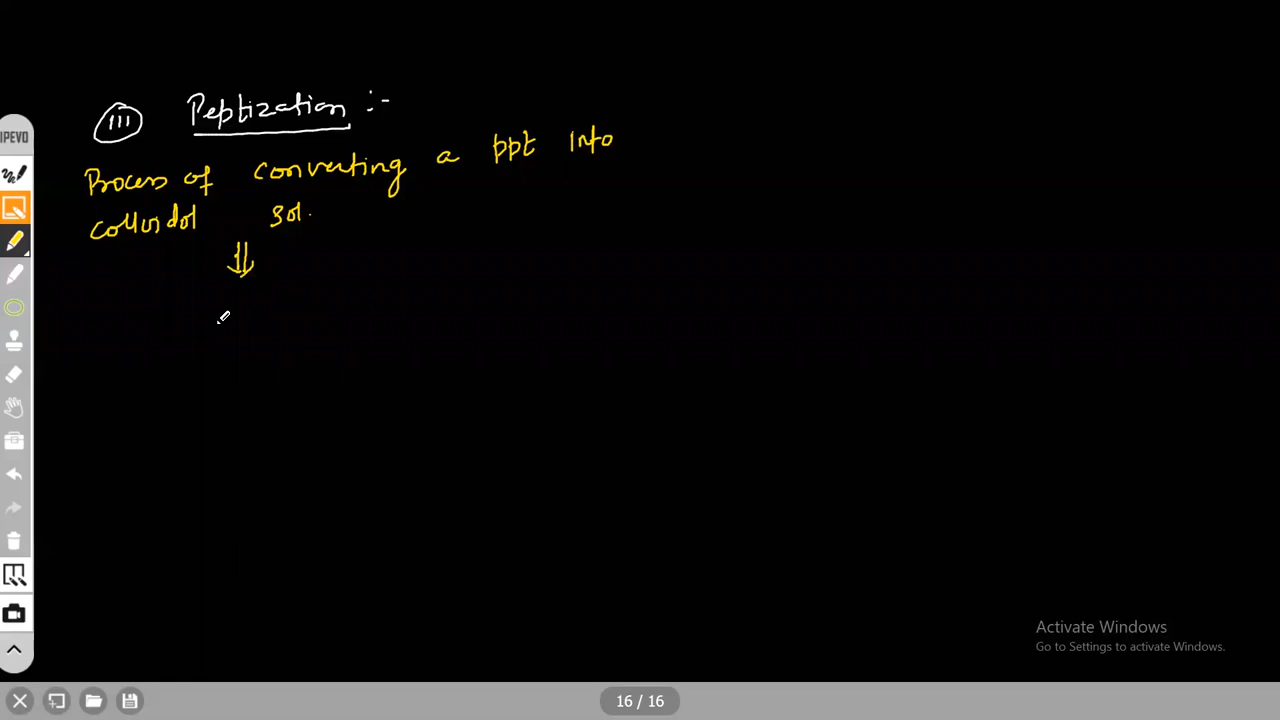 IPEVO
III Peptization :-
Process of converting a ppt into
colloidal sol.
Activate Windows
Go to Settings to activate Windows.
16 / 16